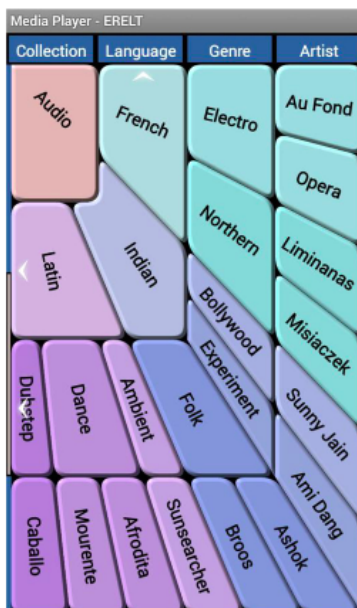 Media Player - ERELT
Collection
Language
Genre
Artist
Audio
French
Electro
Au Fond
Opera
Latin
Indian
Northern
Liminanas
Bollywood
Misiaczek
Dubstep
Dance
Ambient
Folk
Experiment
Sunny Jain
Ami Dang
Caballo
Mourente
Afrodita
Sunsearcher
Broos
Ashok